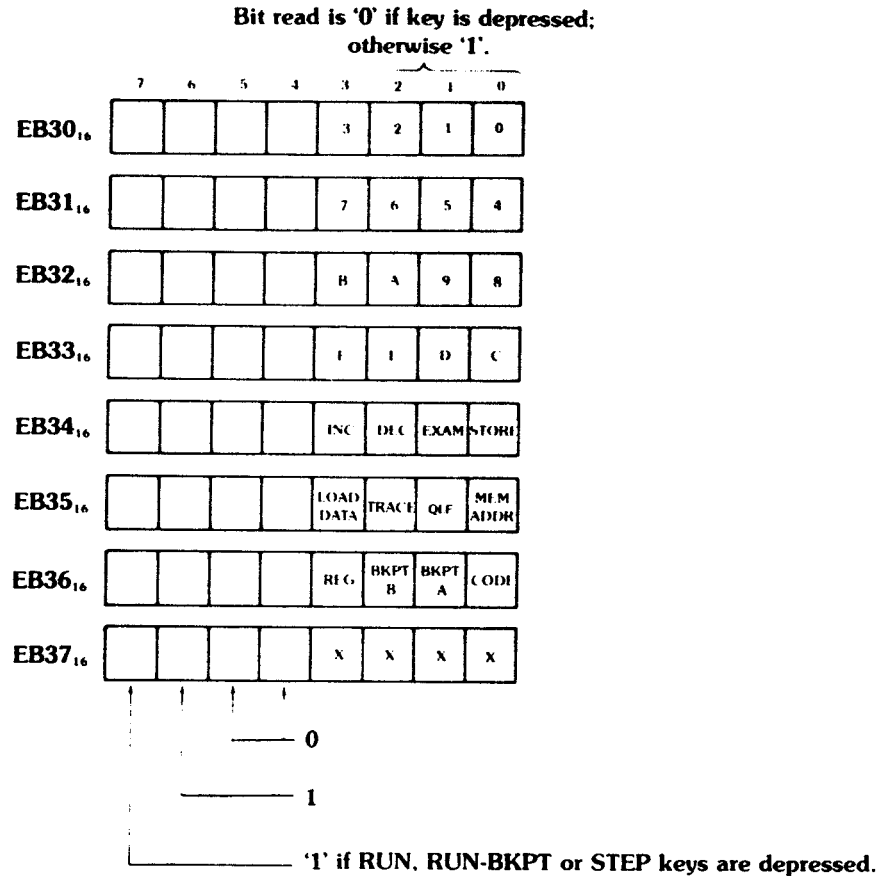 Bit read is '0' if key is depressed;
otherwise '1'.
7 6 5 4 3 2 1 0
EB30₁₆ 3 2 1 0
EB31₁₆ 7 6 5 4
EB32₁₆ B A 9 8
EB33₁₆ D C
EB34₁₆ INC DEC EXAM STORE
EB35₁₆ LOAD DATA TRACE MEM ADDR
EB36₁₆ REG BKPT B BKPT A CODE
EB37₁₆ X X X X
0
1
'1' if RUN, RUN-BKPT or STEP keys are depressed.